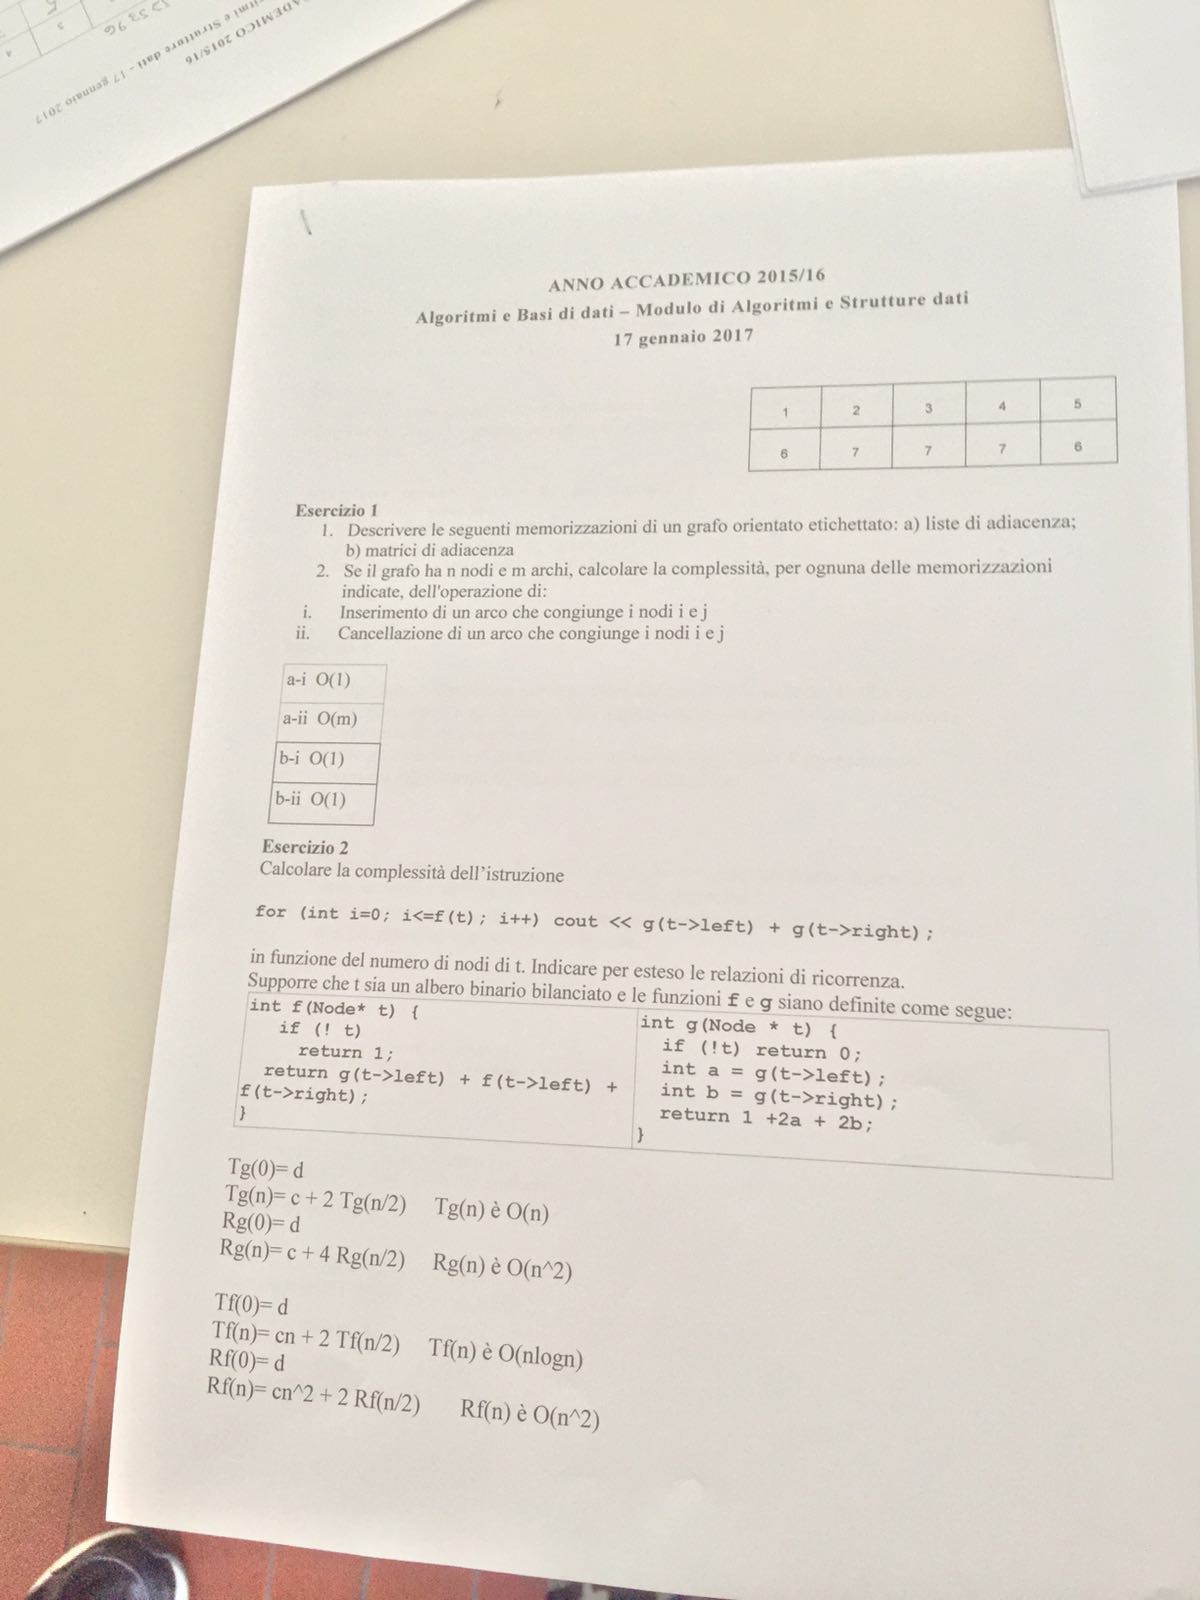 ADEMICO 2015/16
Strutture dati - 17 gennaio 2017
ANNO ACCADEMICO 2015/16
Algoritmi e Basi di dati – Modulo di Algoritmi e Strutture dati
17 gennaio 2017
1 2 3 4 5
6 7 7 7 6
Esercizio 1
1. Descrivere le seguenti memorizzazioni di un grafo orientato etichettato: a) liste di adiacenza;
b) matrici di adiacenza
2. Se il grafo ha n nodi e m archi, calcolare la complessità, per ognuna delle memorizzazioni
indicate, dell'operazione di:
i. Inserimento di un arco che congiunge i nodi i e j
ii. Cancellazione di un arco che congiunge i nodi i e j
a-i O(1)
a-ii O(m)
b-i O(1)
b-ii O(1)
Esercizio 2
Calcolare la complessità dell’istruzione
for (int i=0; i<=f(t); i++) cout << g(t->left) + g(t->right);
in funzione del numero di nodi di t. Indicare per esteso le relazioni di ricorrenza.
Supporre che t sia un albero binario bilanciato e le funzioni f e g siano definite come segue:
int f(Node* t) {
if (! t)
return 1;
return g(t->left) + f(t->left) +
f(t->right);
}
int g(Node * t) {
if (!t) return 0;
int a = g(t->left);
int b = g(t->right);
return 1 +2a + 2b;
}
Tg(0)= d
Tg(n)= c + 2 Tg(n/2) Tg(n) è O(n)
Rg(0)= d
Rg(n)= c + 4 Rg(n/2) Rg(n) è O(n^2)
Tf(0)= d
Tf(n)= cn + 2 Tf(n/2) Tf(n) è O(nlogn)
Rf(0)= d
Rf(n)= cn^2 + 2 Rf(n/2) Rf(n) è O(n^2)